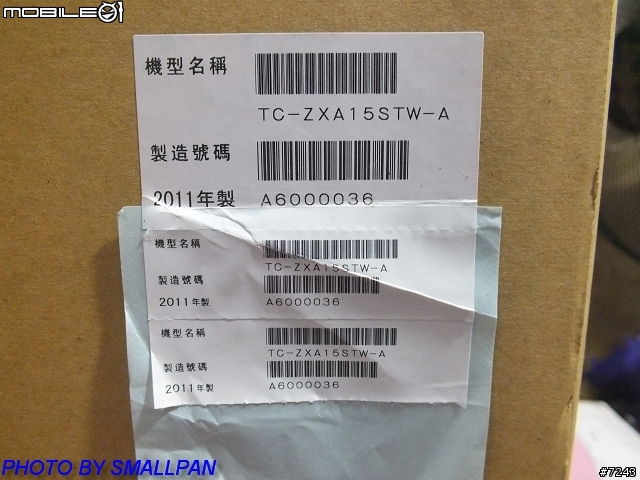 MOBILE01
機型名稱
TC-ZXA15STW-A
製造號碼
2011年製 A6000036
機型名稱
TC-ZXA15STW-A
製造號碼
2011年製 A6000036
機型名稱
TC-ZXA15STW-A
製造號碼
2011年製 A6000036
PHOTO BY SMALLPAN
#7243